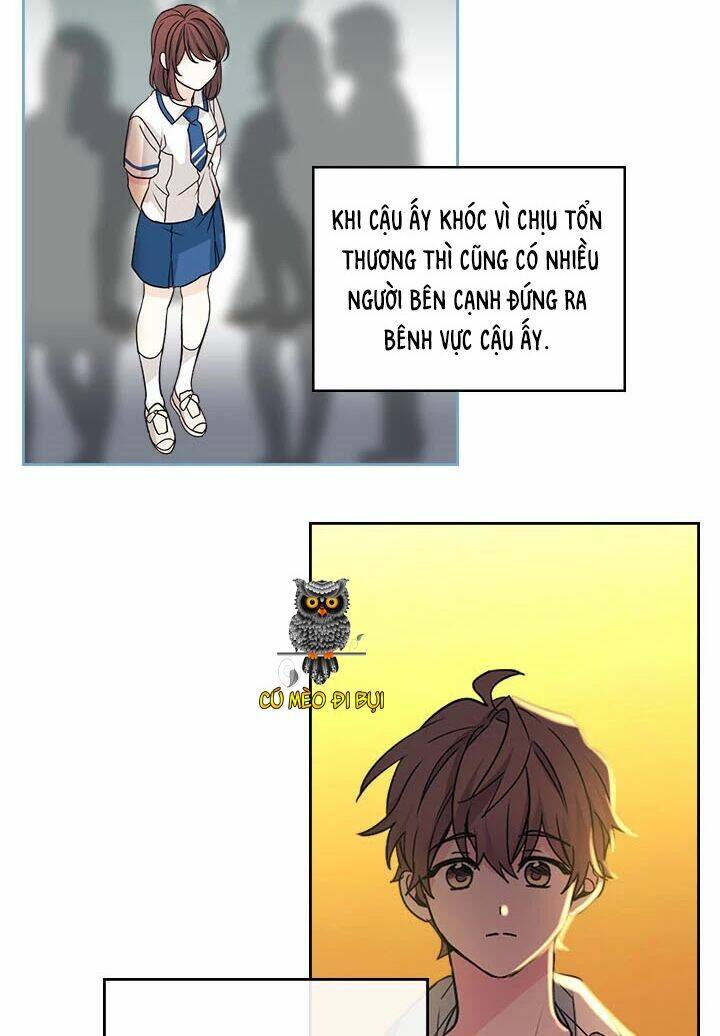 KHI CẬU ẤY KHÓC VÌ CHỊU TỔN
THƯƠNG THÌ CŨNG CÓ NHIỀU
NGƯỜI BÊN CẠNH ĐỨNG RA
BÊNH VỰC CẬU ẤY.
CÚ MÈO ĐI BỤI